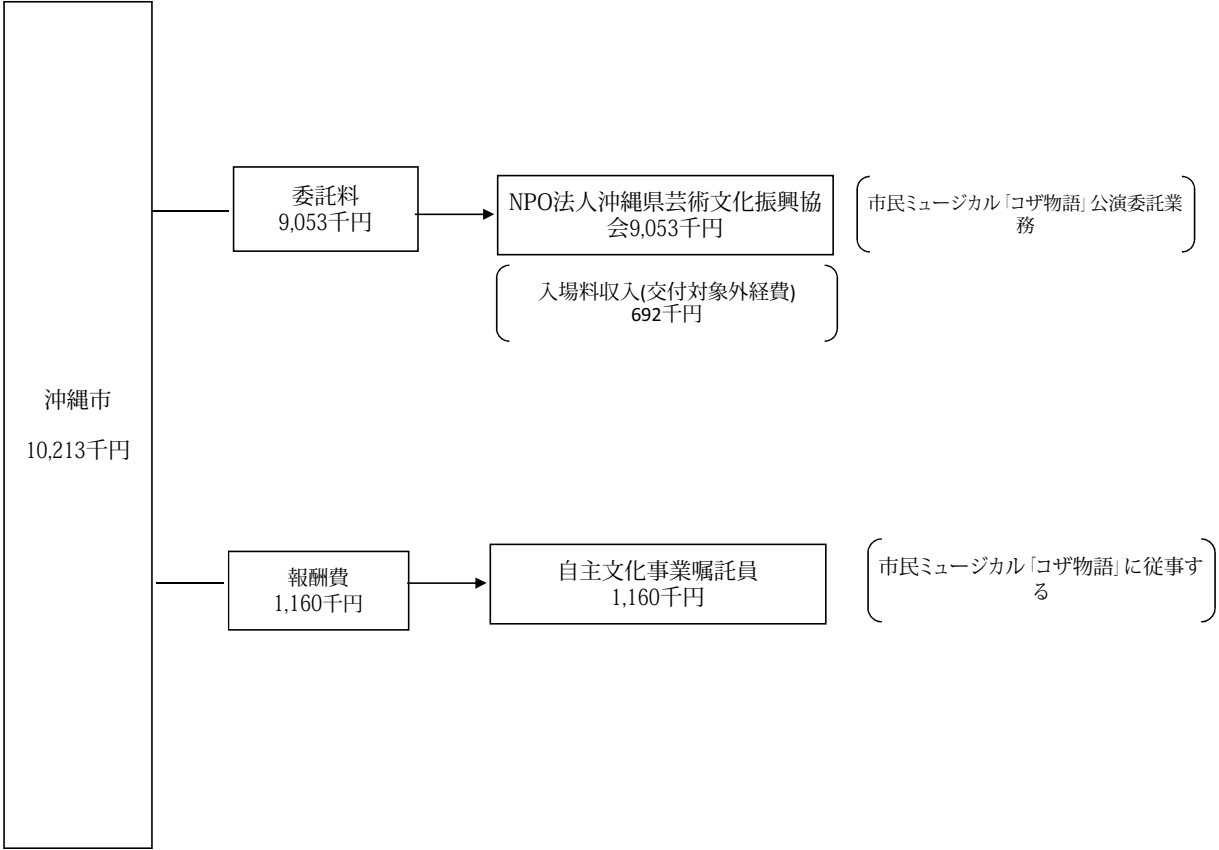 沖縄市
10,213千円
委託料
9,053千円
NPO法人沖縄県芸術文化振興協
会9,053千円
市民ミュージカル「コザ物語」公演委託業
務
入場料収入(交付対象外経費)
692千円
報酬費
1,160千円
自主文化事業嘱託員
1,160千円
市民ミュージカル「コザ物語」に従事す
る